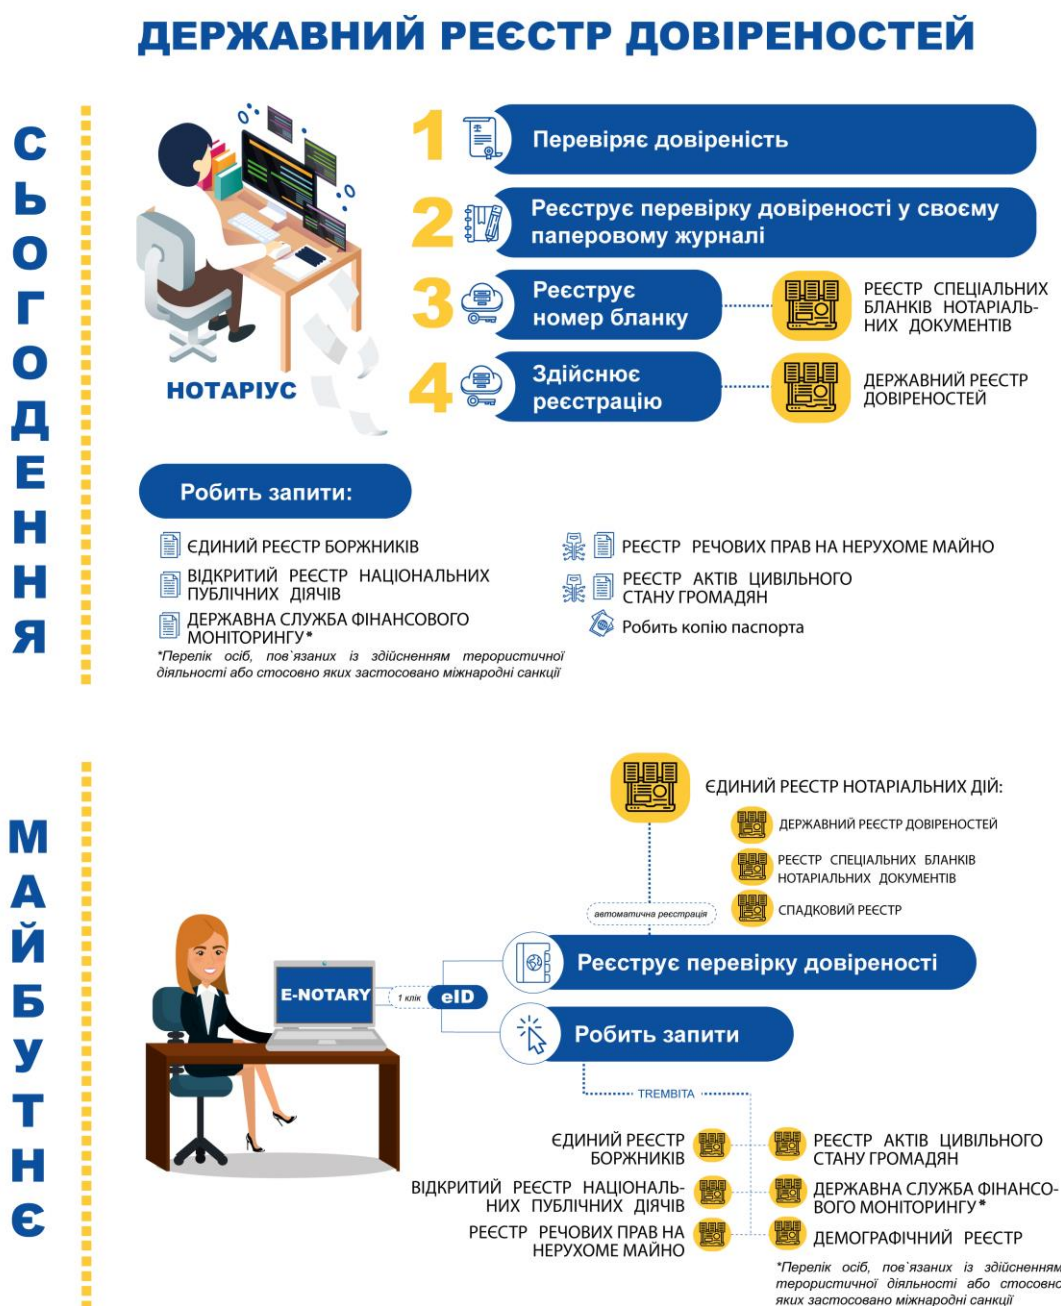 ДЕРЖАВНИЙ РЕЄСТР ДОВІРЕНОСТЕЙ
СЬОГОДЕННЯ
НОТАРІУС
1 Перевіряє довіреність
2 Реєструє перевірку довіреності у своєму
паперовому журналі
3 Реєструє
номер бланку
РЕЄСТР СПЕЦІАЛЬНИХ
БЛАНКІВ НОТАРІАЛЬ-
НИХ ДОКУМЕНТІВ
4 Здійснює
реєстрацію
ДЕРЖАВНИЙ РЕЄСТР
ДОВІРЕНОСТЕЙ
Робить запити:
ЄДИНИЙ РЕЄСТР БОРЖНИКІВ
ВІДКРИТИЙ РЕЄСТР НАЦІОНАЛЬНИХ
ПУБЛІЧНИХ ДІЯЧІВ
ДЕРЖАВНА СЛУЖБА ФІНАНСОВОГО
МОНІТОРИНГУ*
*Перелік осіб, пов`язаних із здійсненням терористичної
діяльності або стосовно яких застосовано міжнародні санкції
РЕЄСТР РЕЧОВИХ ПРАВ НА НЕРУХОМЕ МАЙНО
РЕЄСТР АКТІВ ЦИВІЛЬНОГО
СТАНУ ГРОМАДЯН
Робить копію паспорта
МАЙБУТНЄ
ЄДИНИЙ РЕЄСТР НОТАРІАЛЬНИХ ДІЙ:
ДЕРЖАВНИЙ РЕЄСТР ДОВІРЕНОСТЕЙ
РЕЄСТР СПЕЦІАЛЬНИХ БЛАНКІВ
НОТАРІАЛЬНИХ ДОКУМЕНТІВ
СПАДКОВИЙ РЕЄСТР
автоматична реєстрація
Реєструє перевірку довіреності
E-NOTARY
1 клік
eID
Робить запити
TREMBITA
ЄДИНИЙ РЕЄСТР
БОРЖНИКІВ
ВІДКРИТИЙ РЕЄСТР НАЦІОНАЛЬ-
НИХ ПУБЛІЧНИХ ДІЯЧІВ
РЕЄСТР РЕЧОВИХ ПРАВ НА
НЕРУХОМЕ МАЙНО
РЕЄСТР АКТІВ ЦИВІЛЬНОГО
СТАНУ ГРОМАДЯН
ДЕРЖАВНА СЛУЖБА ФІНАНСО-
ВОГО МОНІТОРИНГУ*
ДЕМОГРАФІЧНИЙ РЕЄСТР
*Перелік осіб, пов`язаних із здійсненням
терористичної діяльності або стосовно
яких застосовано міжнародні санкції